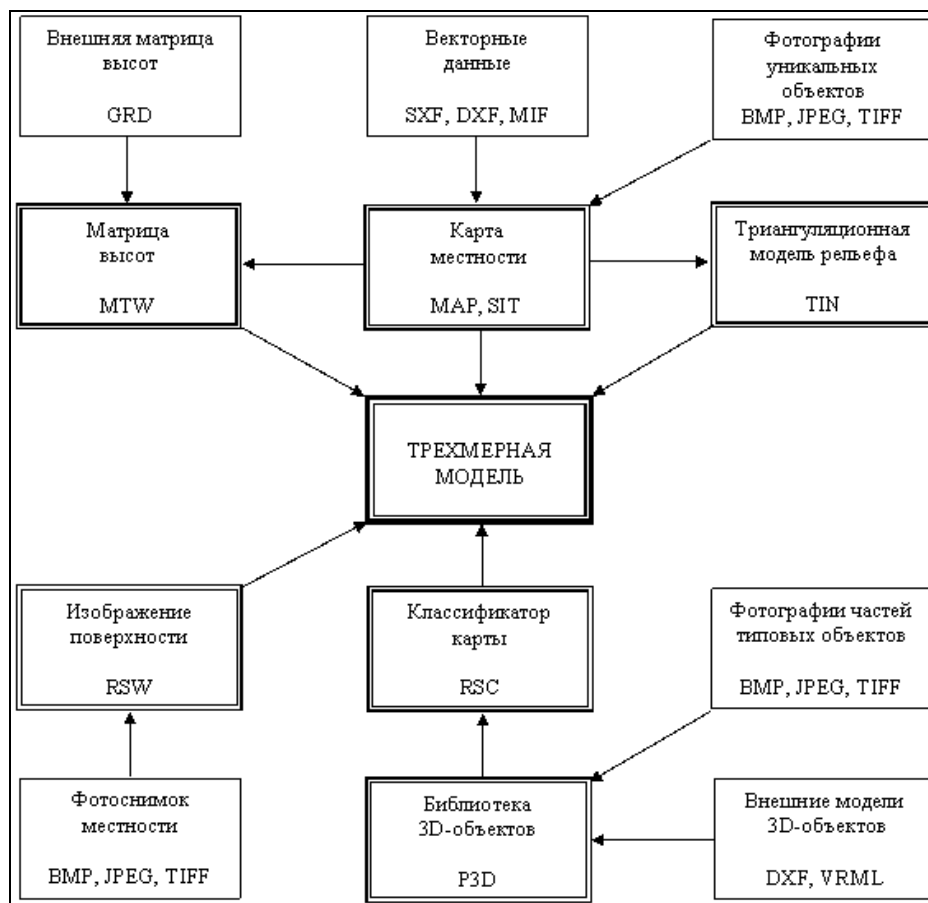 Внешняя матрица
высот
GRD
Векторные
данные
SXF, DXF, MIF
Фотографии
уникальных
объектов
BMP, JPEG, TIFF
Матрица
высот
MTW
Карта
местности
MAP, SIT
Триангуляционная
модель рельефа
TIN
ТРЕХМЕРНАЯ
МОДЕЛЬ
Изображение
поверхности
RSW
Классификатор
карты
RSC
Фотографии частей
типовых объектов
BMP, JPEG, TIFF
Фотоснимок
местности
BMP, JPEG, TIFF
Библиотека
3D-объектов
P3D
Внешние модели
3D-объектов
DXF, VRML